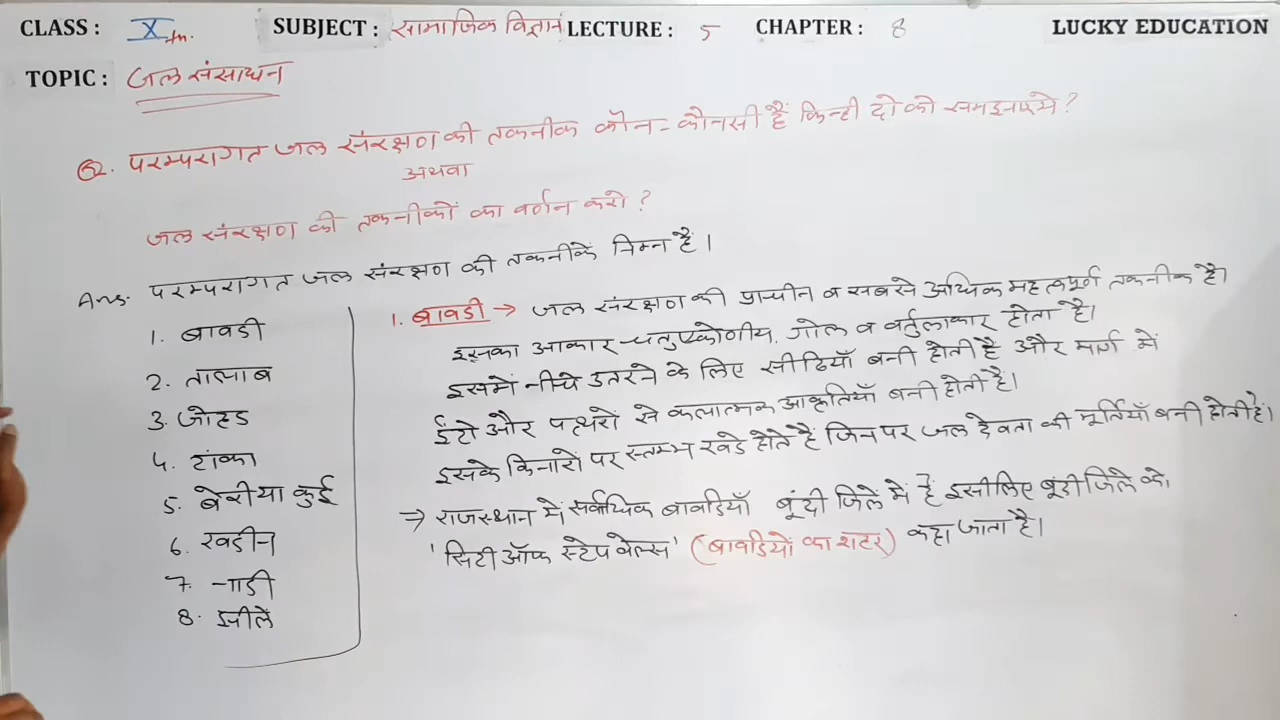 CLASS : X th. SUBJECT : सामाजिक विज्ञान LECTURE : 5 CHAPTER : 8 LUCKY EDUCATION
TOPIC : जल संसाधन
Q2. परम्परागत जल संरक्षण की तकनीक कौन-कौनसी हैं किन्ही दो को समझाएये ?
अथवा
जल संरक्षण की तकनीकों का वर्णन करो ?
Ans. परम्परागत जल संरक्षण की तकनीकें निम्न हैं ।
1. बावडी
2. तालाब
3. जोहड
4. टांका
5. बेरीया कुई
6. खडीन
7. नाडी
8. झीलें
1. बावडी → जल संरक्षण की प्राचीन व सबसे अधिक महत्वपूर्ण तकनीक है।
इसका आकार चतुष्कोणीय, गोल व वर्तुलाकार होता है।
इसमें नीचे उतरने के लिए सीढियाँ बनी होती है और मार्ग में
ईंटो और पत्थरो से कलात्मक आकृतियाँ बनी होती है।
इसके किनारों पर स्तम्भ खडे होते हैं जिन पर जल देवता की मूर्तियाँ बनी होती है।
⇒ राजस्थान में सर्वाधिक बावडियाँ बूंदी जिले में हैं इसीलिए बूंदी जिले को
'सिटी ऑफ स्टेप वेल्स' (बावडियों का शहर) कहा जाता है।